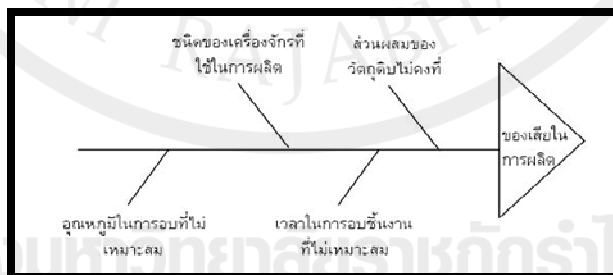 ชนิดของเครื่องจักรที่
ใช้ในการผลิต
ส่วนผสมของ
วัตถุดิบไม่คงที่
ของเสียใน
การผลิต
อุณหภูมิในการอบที่ไม่
เหมาะสม
เวลาในการอบชิ้นงาน
ที่ไม่เหมาะสม
RAJABHA